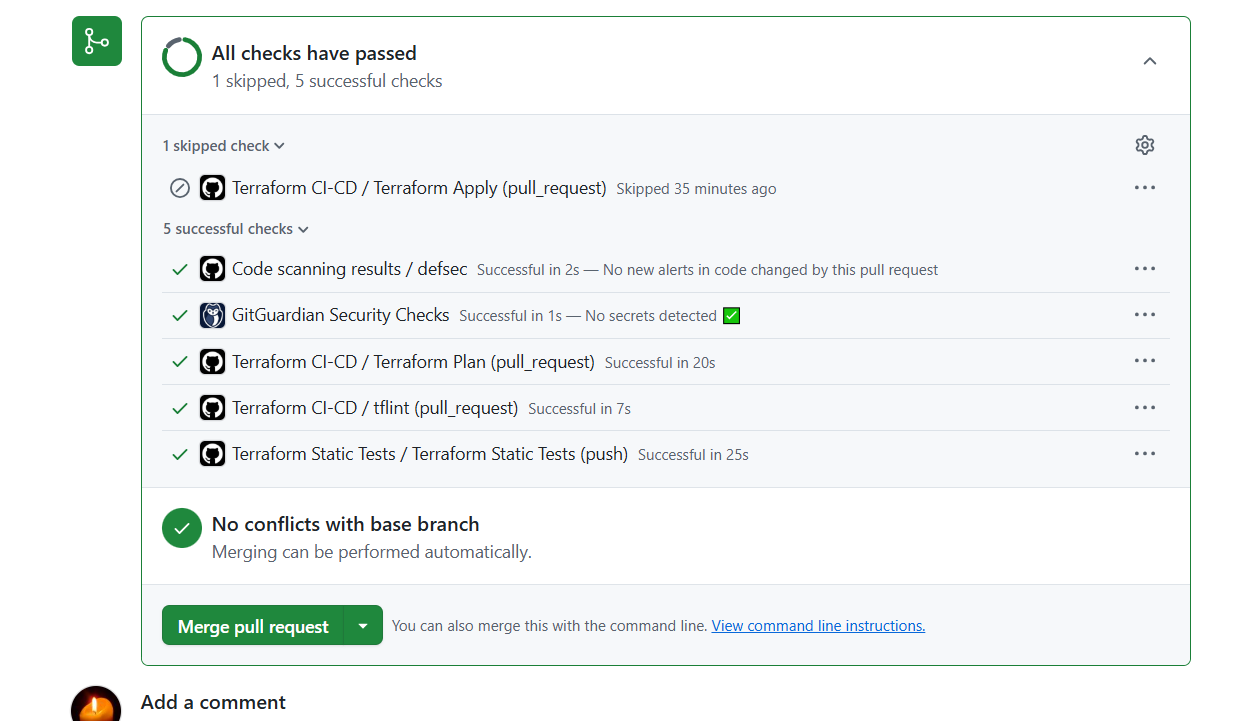 All checks have passed
1 skipped, 5 successful checks
1 skipped check
Terraform CI-CD / Terraform Apply (pull_request) Skipped 35 minutes ago
5 successful checks
Code scanning results / defsec Successful in 2s — No new alerts in code changed by this pull request
GitGuardian Security Checks Successful in 1s — No secrets detected ✅
Terraform CI-CD / Terraform Plan (pull_request) Successful in 20s
Terraform CI-CD / tflint (pull_request) Successful in 7s
Terraform Static Tests / Terraform Static Tests (push) Successful in 25s
No conflicts with base branch
Merging can be performed automatically.
Merge pull request You can also merge this with the command line. View command line instructions.
Add a comment